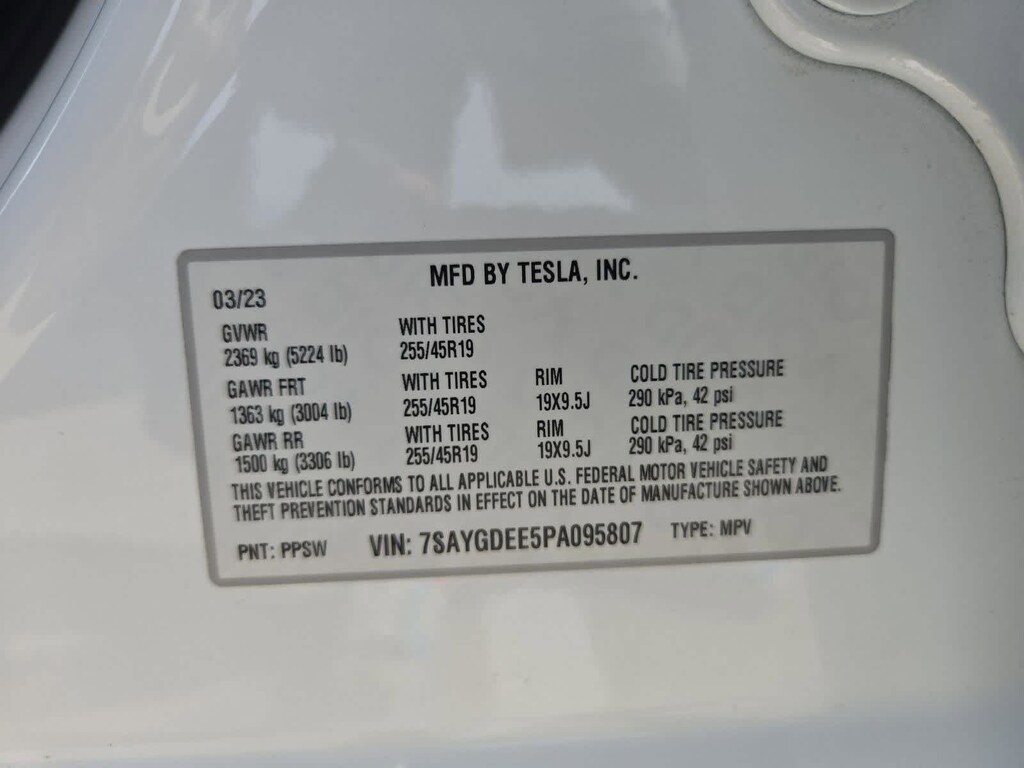 MFD BY TESLA, INC.
03/23
GVWR WITH TIRES
2369 kg (5224 lb) 255/45R19
GAWR FRT WITH TIRES RIM COLD TIRE PRESSURE
1363 kg (3004 lb) 255/45R19 19X9.5J 290 kPa, 42 psi
GAWR RR WITH TIRES RIM COLD TIRE PRESSURE
1500 kg (3306 lb) 255/45R19 19X9.5J 290 kPa, 42 psi
THIS VEHICLE CONFORMS TO ALL APPLICABLE U.S. FEDERAL MOTOR VEHICLE SAFETY AND
THEFT PREVENTION STANDARDS IN EFFECT ON THE DATE OF MANUFACTURE SHOWN ABOVE.
PNT: PPSW VIN: 7SAYGDEE5PA095807 TYPE: MPV